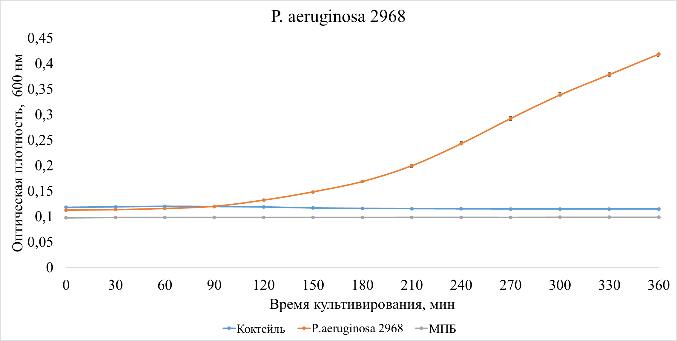 P. aeruginosa 2968
Оптическая плотность, 600 нм
0,45
0,4
0,35
0,3
0,25
0,2
0,15
0,1
0,05
0
0 30 60 90 120 150 180 210 240 270 300 330 360
Время культивирования, мин
Коктейль P.aeruginosa 2968 МПБ